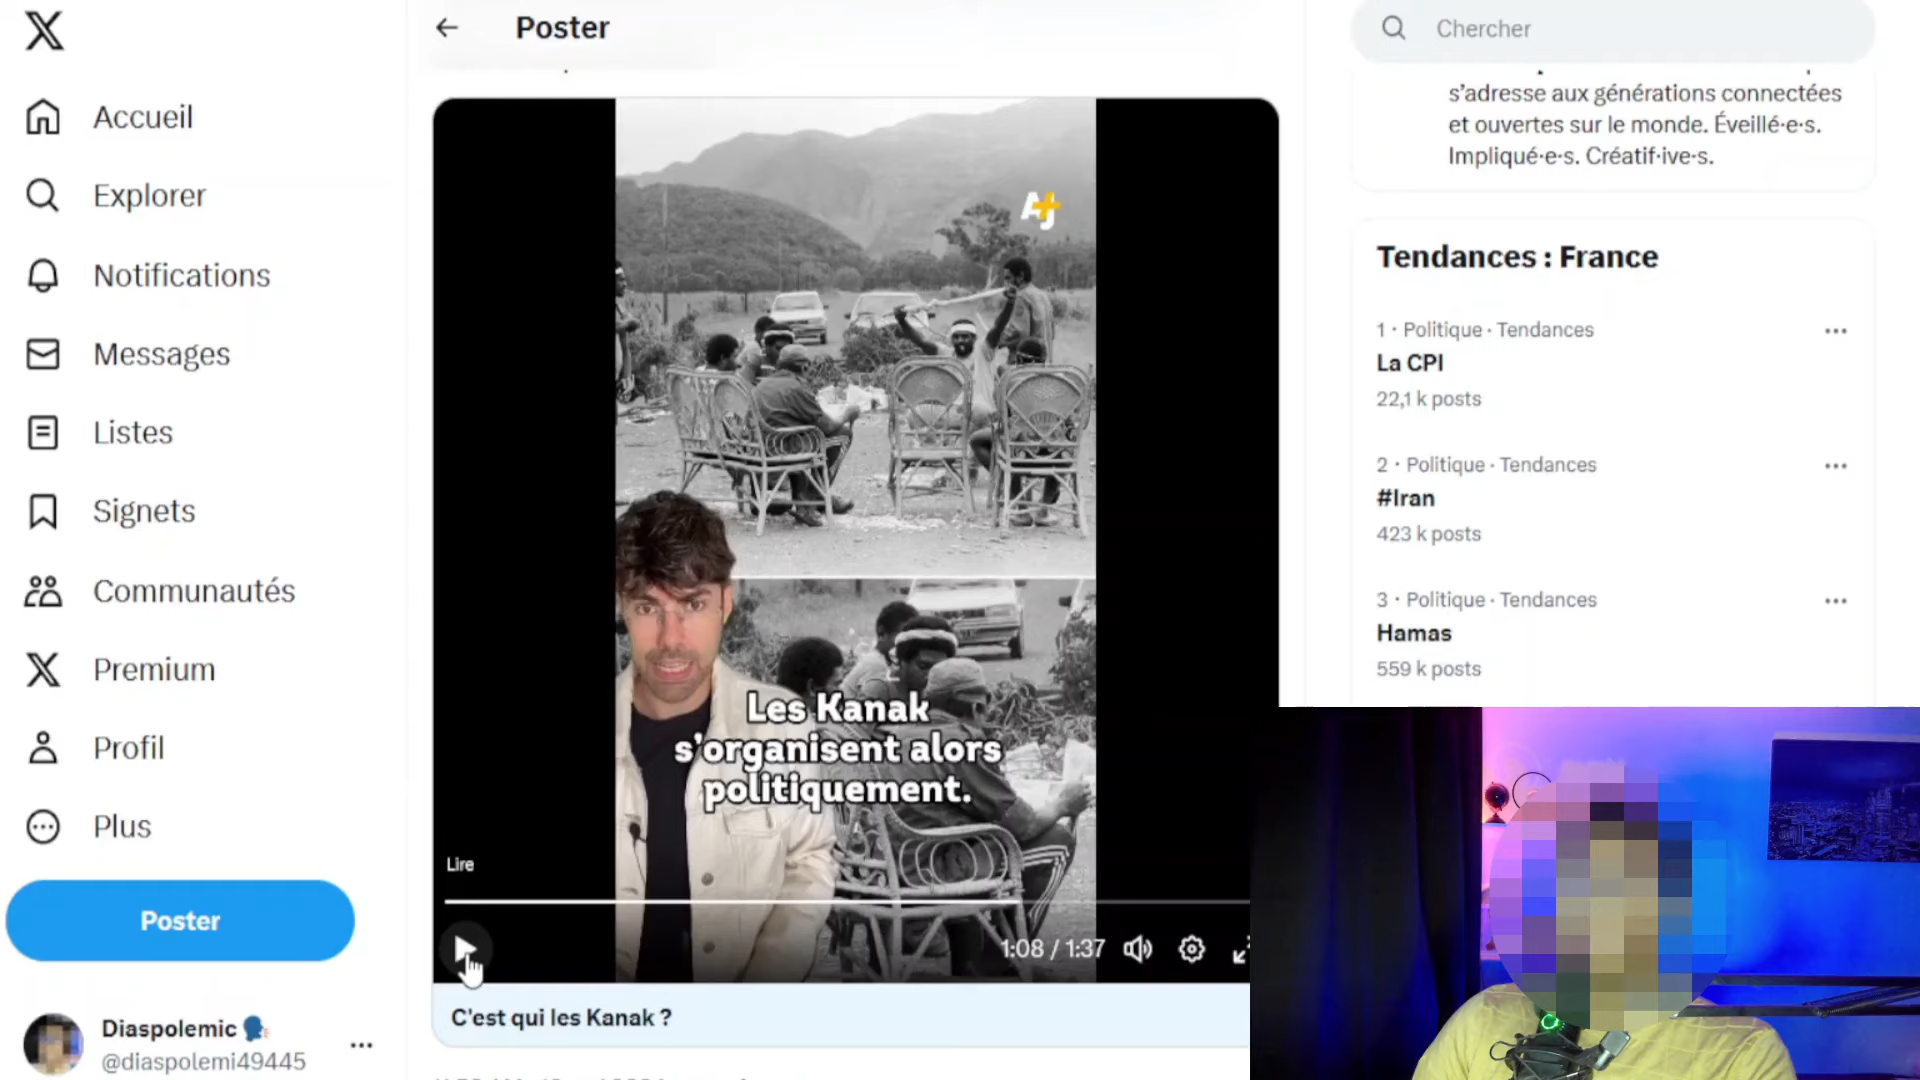 Accueil
Explorer
Notifications
Messages
Listes
Signets
Communautés
Premium
Profil
Plus
Poster
Diaspolemic
@diaspolemi49445
Poster
Les Kanak
s'organisent alors
politiquement.
Lire
1:08 / 1:37
C'est qui les Kanak ?
Chercher
s'adresse aux générations connectées
et ouvertes sur le monde. Éveillé·e·s.
Impliqué·e·s. Créatif·ive·s.
Tendances : France
1 · Politique · Tendances
La CPI
22,1 k posts
2 · Politique · Tendances
#Iran
423 k posts
3 · Politique · Tendances
Hamas
559 k posts